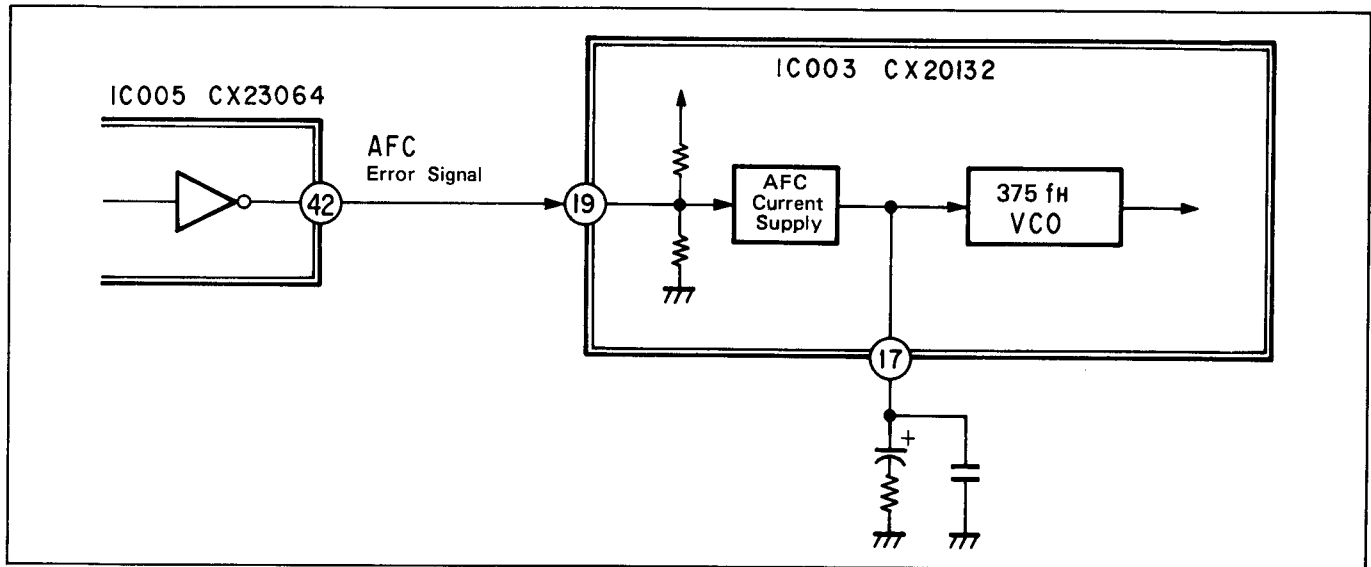 IC003 CX20132
IC005 CX23064
AFC
Error Signal
42
19
AFC
Current
Supply
375 fH
VCO
17
+